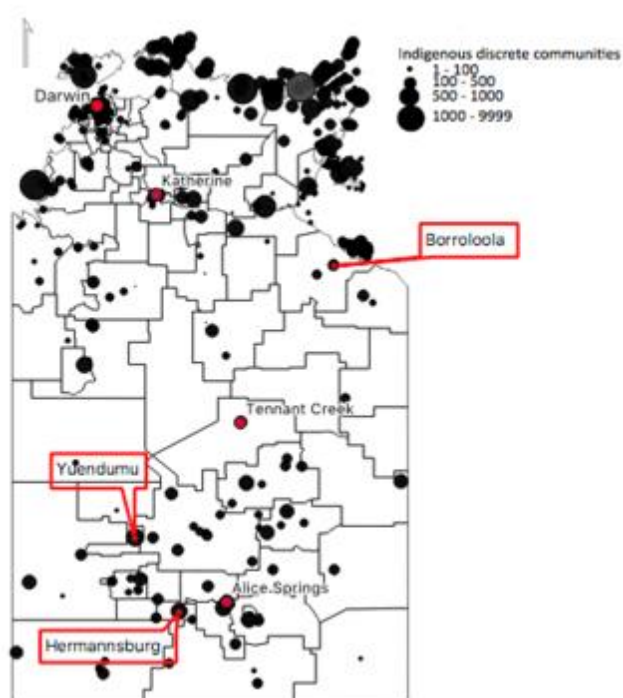 Indigenous discrete communities
1 - 100
100 - 500
500 - 1000
1000 - 9999
Darwin
Katherine
Borroloola
Tennant Creek
Yuendumu
Alice Springs
Hermannsburg